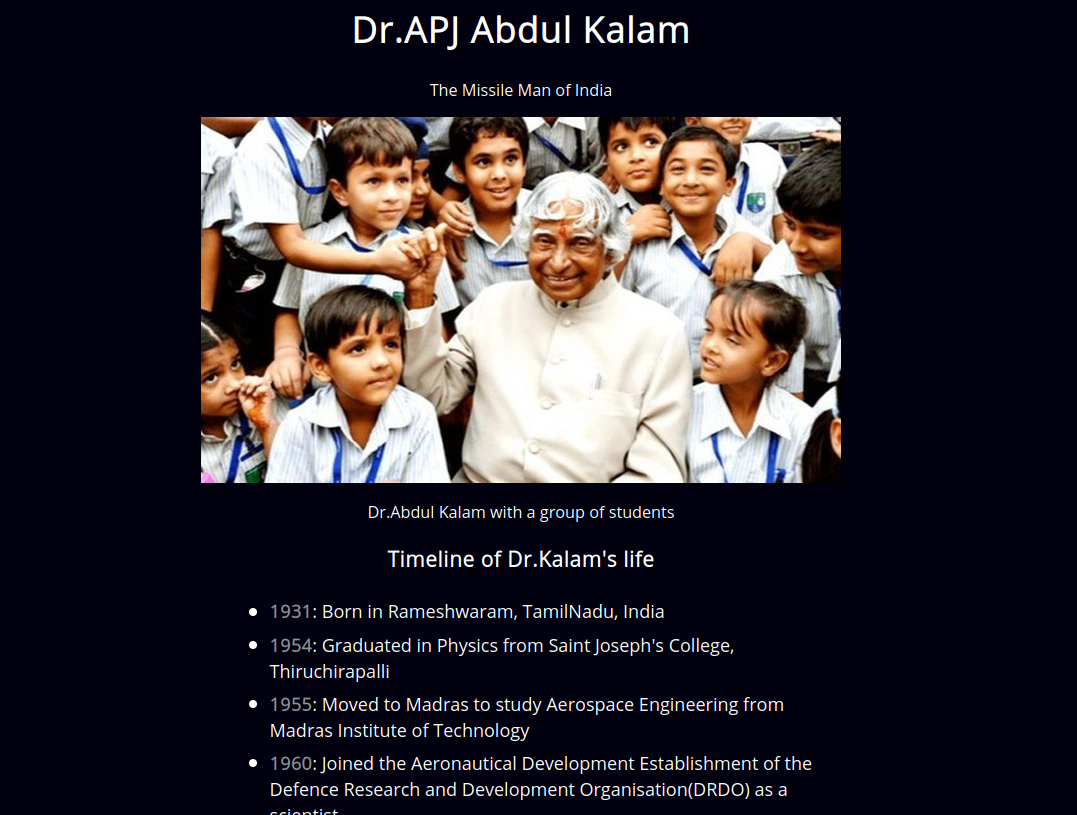 Dr.APJ Abdul Kalam
The Missile Man of India
Dr.Abdul Kalam with a group of students
Timeline of Dr.Kalam's life
1931: Born in Rameshwaram, TamilNadu, India
1954: Graduated in Physics from Saint Joseph's College,
Thiruchirapalli
1955: Moved to Madras to study Aerospace Engineering from
Madras Institute of Technology
1960: Joined the Aeronautical Development Establishment of the
Defence Research and Development Organisation(DRDO) as a
scientist